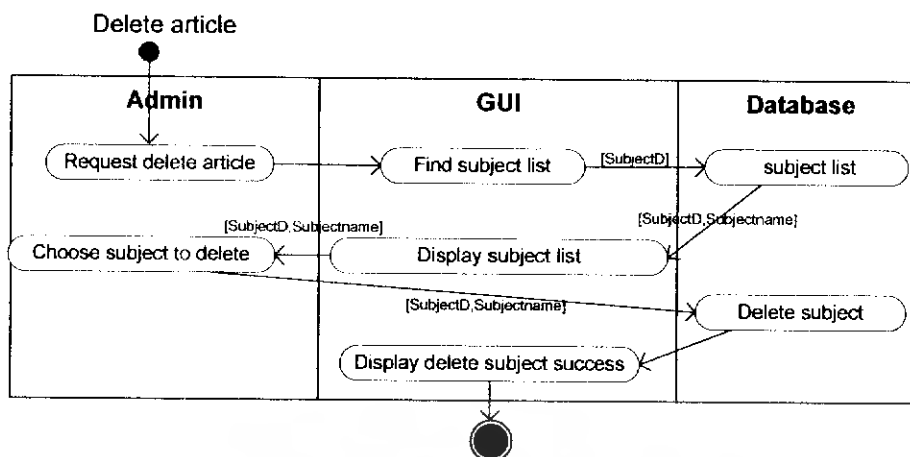 Delete article
Admin
GUI
Database
Request delete article
Find subject list
[SubjectD]
subject list
[SubjectD,Subjectname]
[SubjectD,Subjectname]
Choose subject to delete
Display subject list
[SubjectD,Subjectname]
Delete subject
Display delete subject success